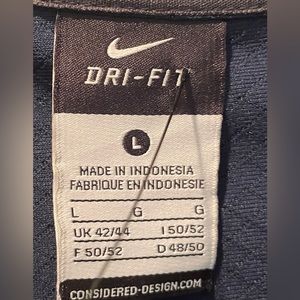 DRI-FIT
L
MADE IN INDONESIA
FABRIQUE EN INDONESIE
L G G
UK 42/44 I 50/52
F 50/52 D 48/50
CONSIDERED-DESIGN.COM